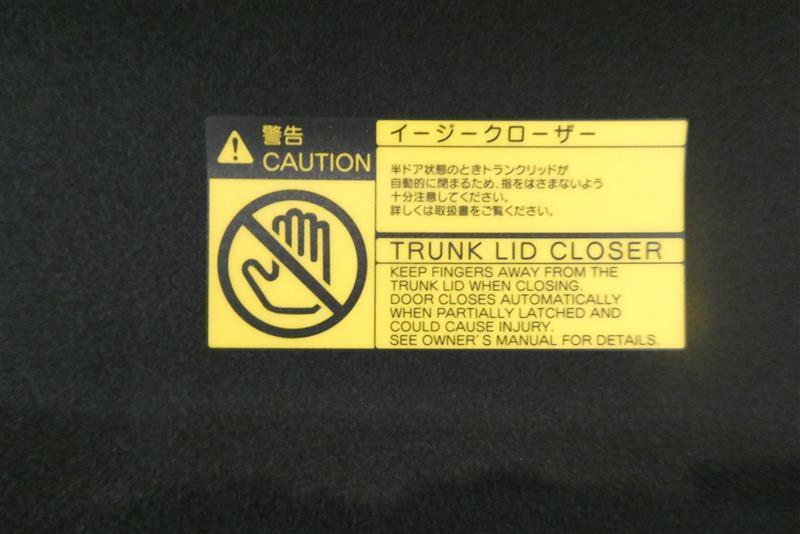 警告
CAUTION
イージークローザー
半ドア状態のときトランクリッドが
自動的に閉まるため、指をはさまないよう
十分注意してください。
詳しくは取扱書をご覧ください。
TRUNK LID CLOSER
KEEP FINGERS AWAY FROM THE
TRUNK LID WHEN CLOSING.
DOOR CLOSES AUTOMATICALLY
WHEN PARTIALLY LATCHED AND
COULD CAUSE INJURY.
SEE OWNER'S MANUAL FOR DETAILS.